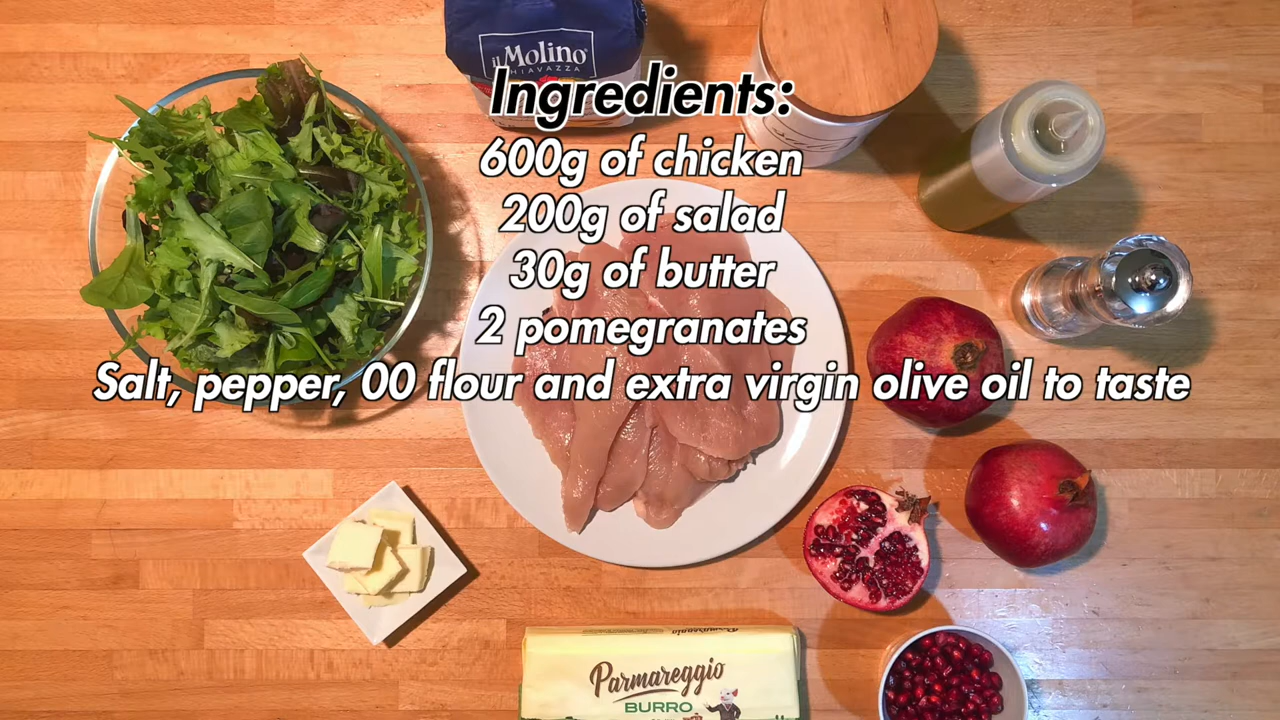 il Molino
CHIAVAZZA
Ingredients:
600g of chicken
200g of salad
30g of butter
2 pomegranates
Salt, pepper, 00 flour and extra virgin olive oil to taste
Parmareggio
Parmareggio
BURRO